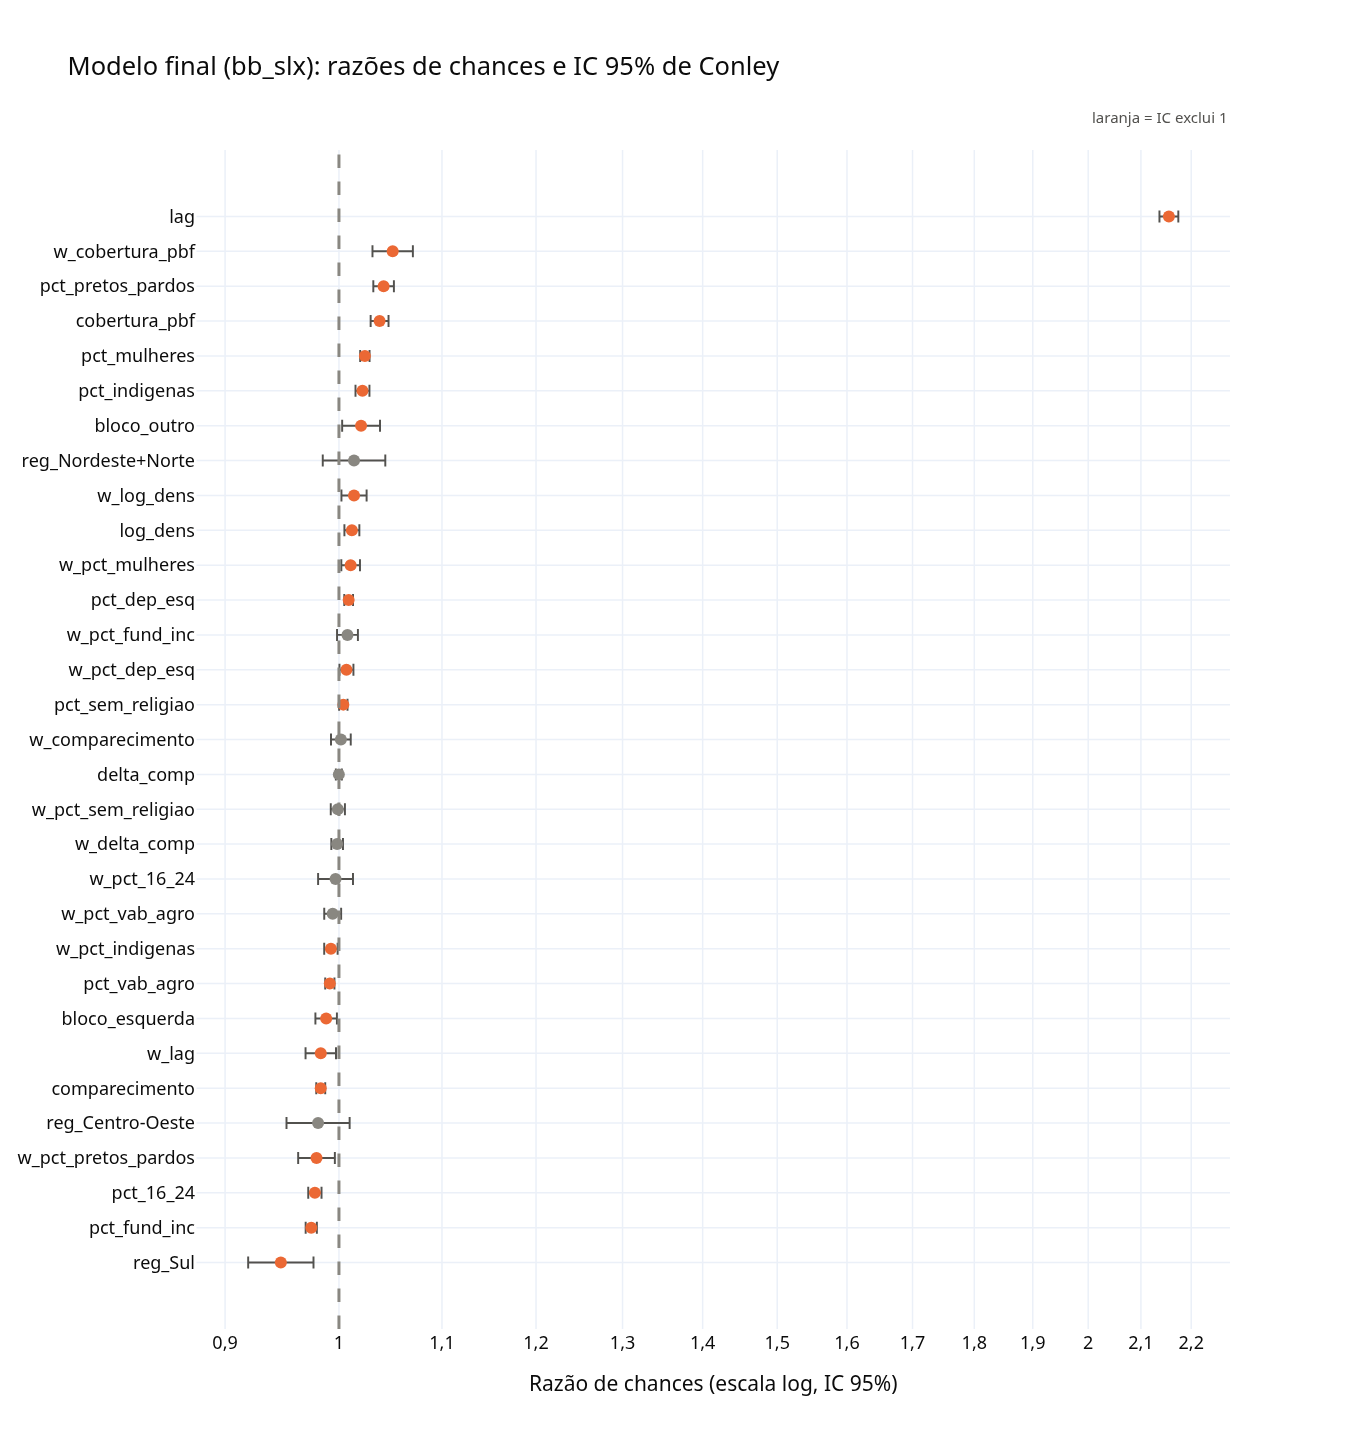 Modelo final (bb_slx): razões de chances e IC 95% de Conley
laranja = IC exclui 1
lag
w_cobertura_pbf
pct_pretos_pardos
cobertura_pbf
pct_mulheres
pct_indigenas
bloco_outro
reg_Nordeste+Norte
w_log_dens
log_dens
w_pct_mulheres
pct_dep_esq
w_pct_fund_inc
w_pct_dep_esq
pct_sem_religiao
w_comparecimento
delta_comp
w_pct_sem_religiao
w_delta_comp
w_pct_16_24
w_pct_vab_agro
w_pct_indigenas
pct_vab_agro
bloco_esquerda
w_lag
comparecimento
reg_Centro-Oeste
w_pct_pretos_pardos
pct_16_24
pct_fund_inc
reg_Sul
0,9 1 1,1 1,2 1,3 1,4 1,5 1,6 1,7 1,8 1,9 2 2,1 2,2
Razão de chances (escala log, IC 95%)